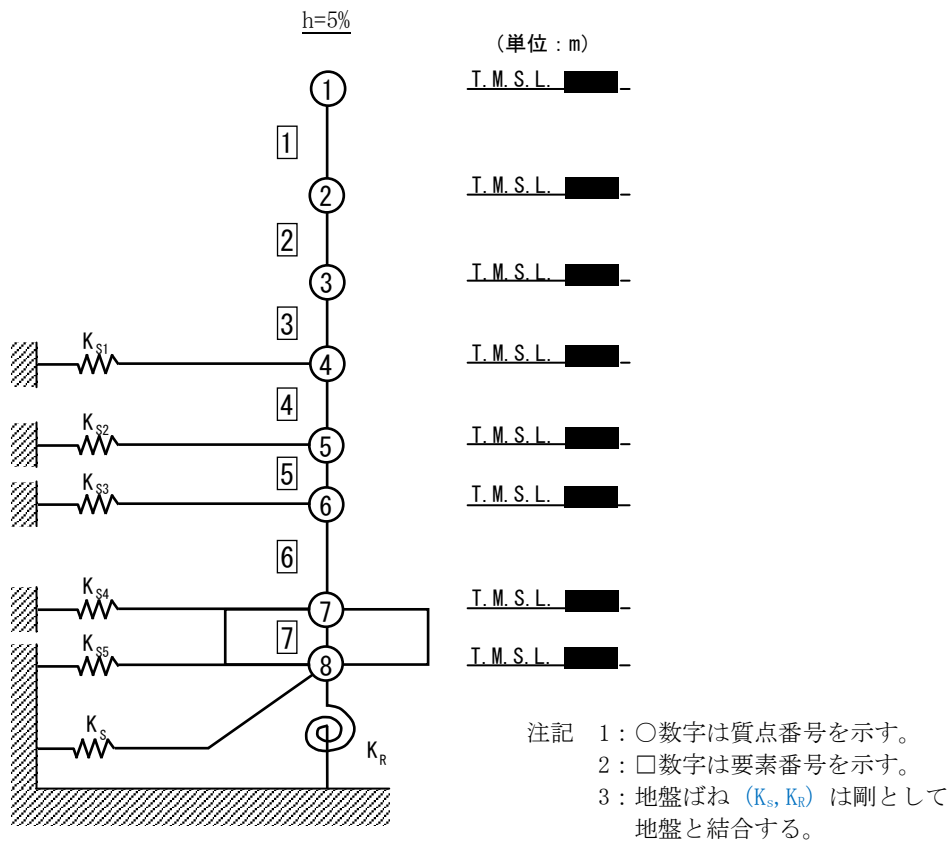 h=5%
(単位：m)
① T.M.S.L.
1
② T.M.S.L.
2
③ T.M.S.L.
3
K_S1 ④ T.M.S.L.
4
K_S2 ⑤ T.M.S.L.
5
K_S3 ⑥ T.M.S.L.
6
K_S4 ⑦ T.M.S.L.
7
K_S5 ⑧ T.M.S.L.
K_S
K_R
注記　1：○数字は質点番号を示す。
2：□数字は要素番号を示す。
3：地盤ばね（K_s, K_R）は剛として
地盤と結合する。